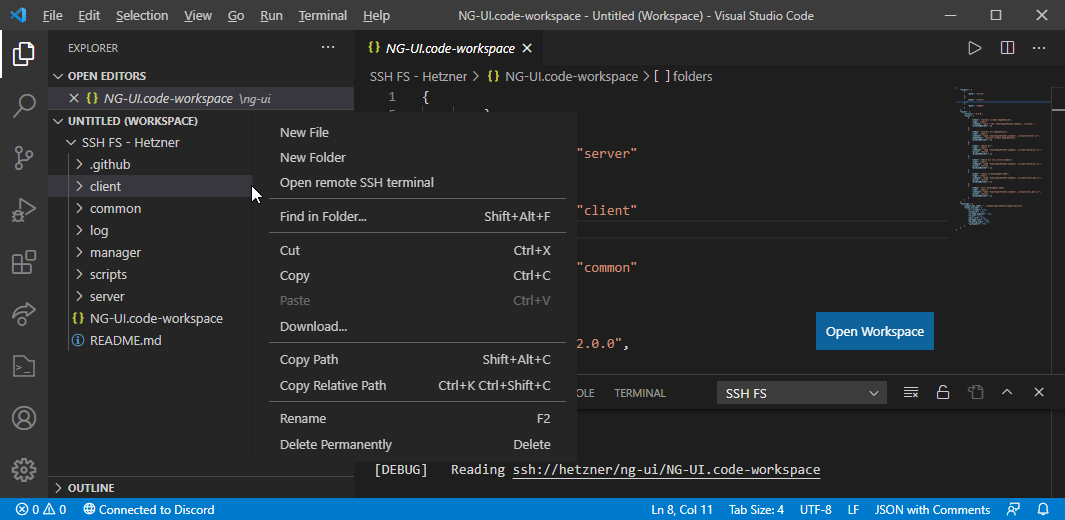 File Edit Selection View Go Run Terminal Help NG-UI.code-workspace - Untitled (Workspace) - Visual Studio Code
EXPLORER
OPEN EDITORS
NG-UI.code-workspace \ng-ui
UNTITLED (WORKSPACE)
SSH FS - Hetzner
.github
client
common
log
manager
scripts
server
{} NG-UI.code-workspace
README.md
OUTLINE
New File
New Folder
Open remote SSH terminal
Find in Folder... Shift+Alt+F
Cut Ctrl+X
Copy Ctrl+C
Paste Ctrl+V
Download...
Copy Path Shift+Alt+C
Copy Relative Path Ctrl+K Ctrl+Shift+C
Rename F2
Delete Permanently Delete
{} NG-UI.code-workspace
SSH FS - Hetzner > {} NG-UI.code-workspace > [ ] folders
1 {
"server"
"client"
"common"
2.0.0",
Open Workspace
OLE TERMINAL SSH FS
[DEBUG] Reading ssh://hetzner/ng-ui/NG-UI.code-workspace
0 0 Connected to Discord Ln 8, Col 11 Tab Size: 4 UTF-8 LF JSON with Comments